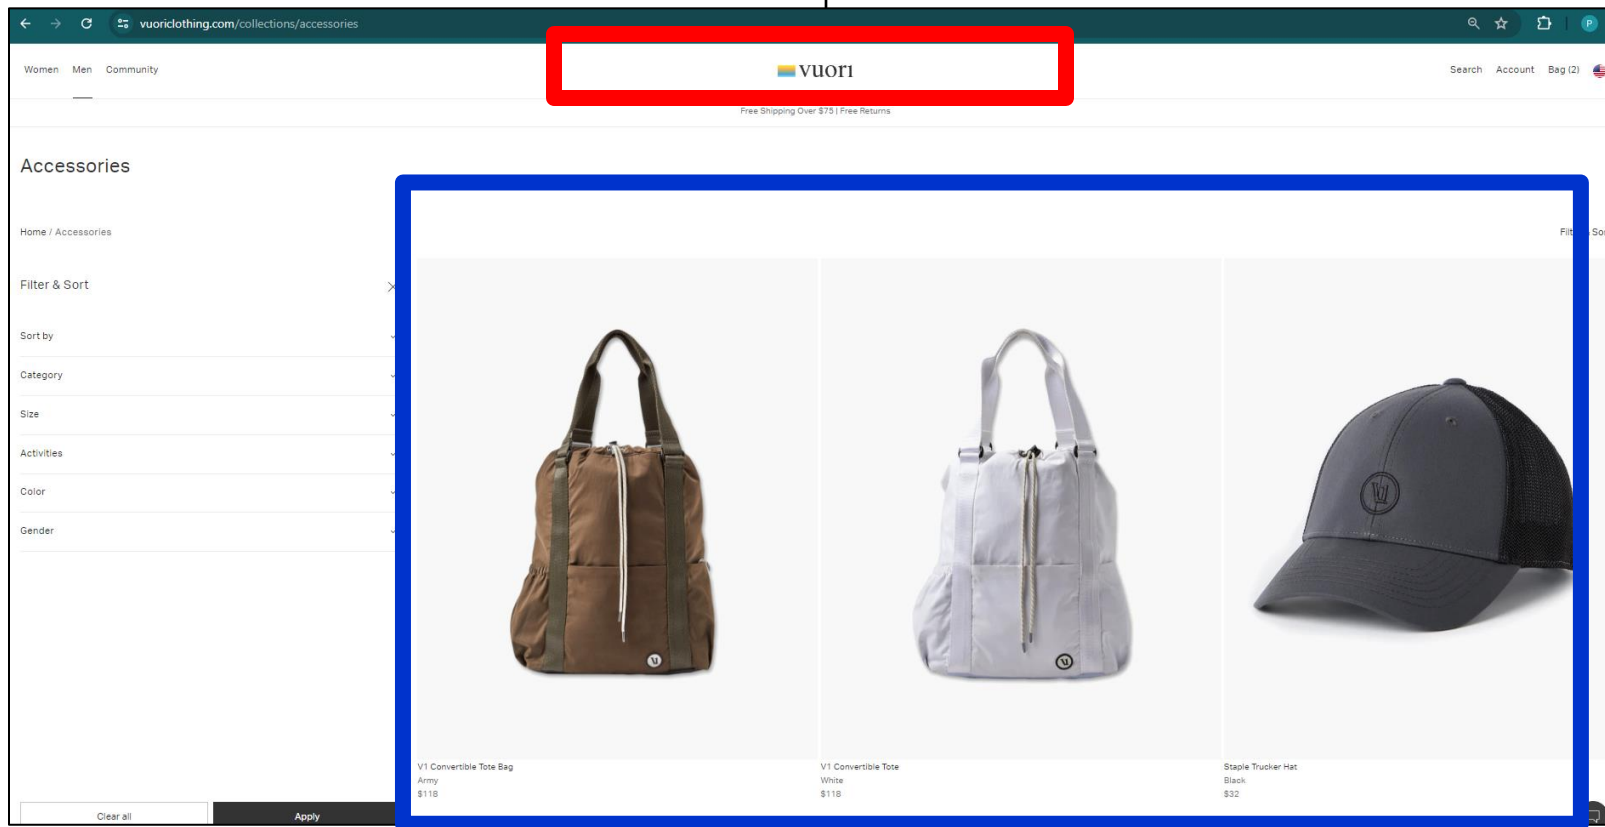 vuoriclothing.com/collections/accessories
P
Women Men Community
vuori
Search Account Bag (2)
Free Shipping Over $75 | Free Returns
Accessories
Home / Accessories
Filter & Sort
Sort by
Category
Size
Activities
Color
Gender
V1 Convertible Tote Bag
Army
$118
V1 Convertible Tote
White
$118
Staple Trucker Hat
Black
$32
Clear all
Apply